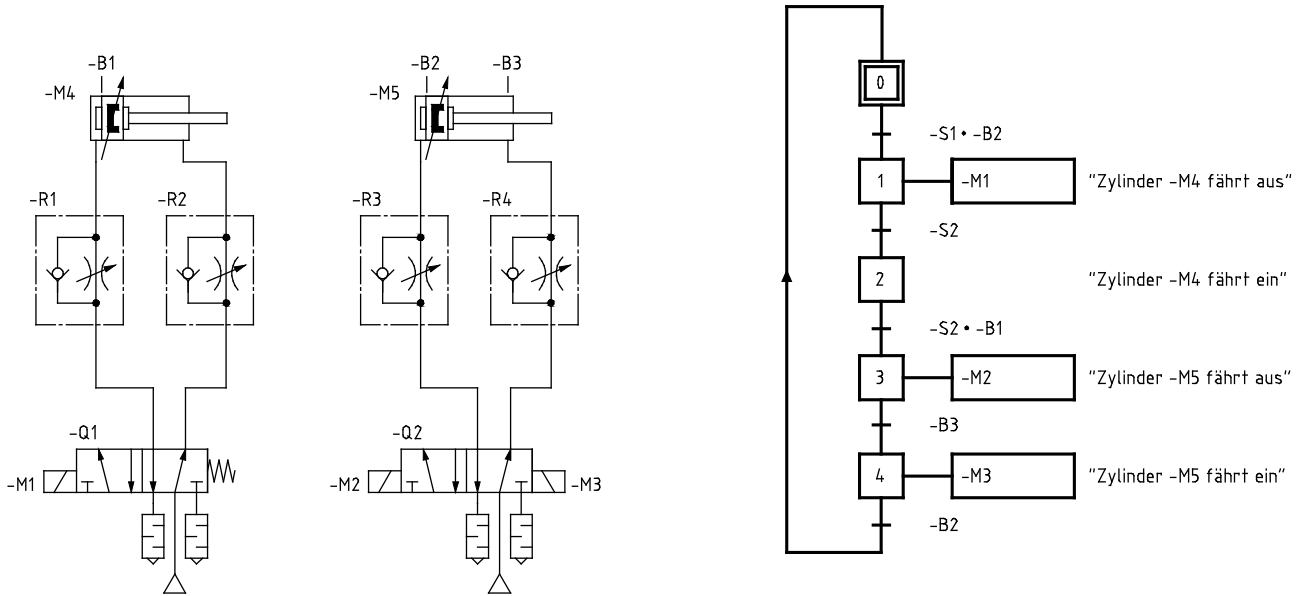 -B1
-M4
-R1
-R2
-Q1
-M1
-B2
-B3
-M5
-R3
-R4
-Q2
-M2
-M3
0
-S1 • -B2
1
-M1
"Zylinder -M4 fährt aus"
-S2
2
"Zylinder -M4 fährt ein"
-S2 • -B1
3
-M2
"Zylinder -M5 fährt aus"
-B3
4
-M3
"Zylinder -M5 fährt ein"
-B2